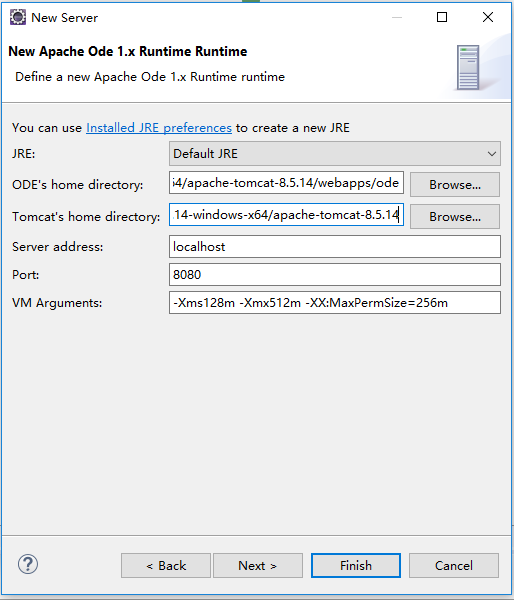 New Server
New Apache Ode 1.x Runtime Runtime
Define a new Apache Ode 1.x Runtime runtime
You can use Installed JRE preferences to create a new JRE
JRE: Default JRE
ODE's home directory: 64/apache-tomcat-8.5.14/webapps/ode Browse...
Tomcat's home directory: .14-windows-x64/apache-tomcat-8.5.14 Browse...
Server address: localhost
Port: 8080
VM Arguments: -Xms128m -Xmx512m -XX:MaxPermSize=256m
? < Back Next > Finish Cancel